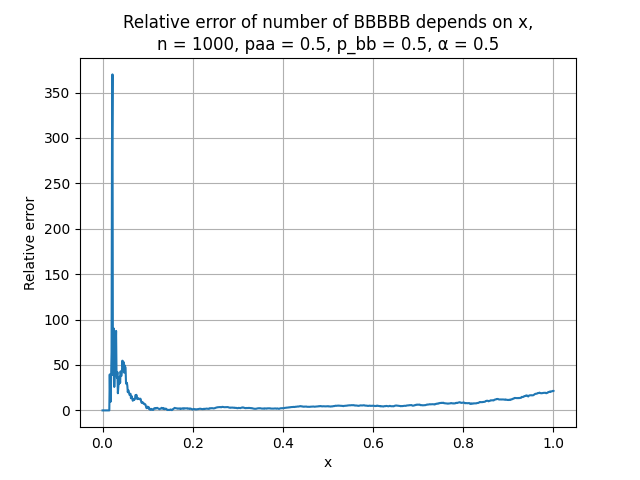 Relative error of number of BBBBB depends on x,
n = 1000, paa = 0.5, p_bb = 0.5, α = 0.5
Relative error
350
300
250
200
150
100
50
0
0.0 0.2 0.4 0.6 0.8 1.0
x